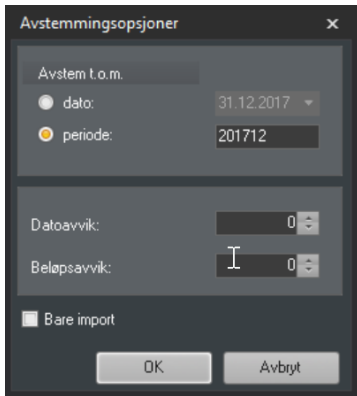 Avstemmingsopsjoner
Avstem t.o.m.
dato: 31.12.2017
periode: 201712
Datoavvik: 0
Beløpsavvik: 0
Bare import
OK Avbryt